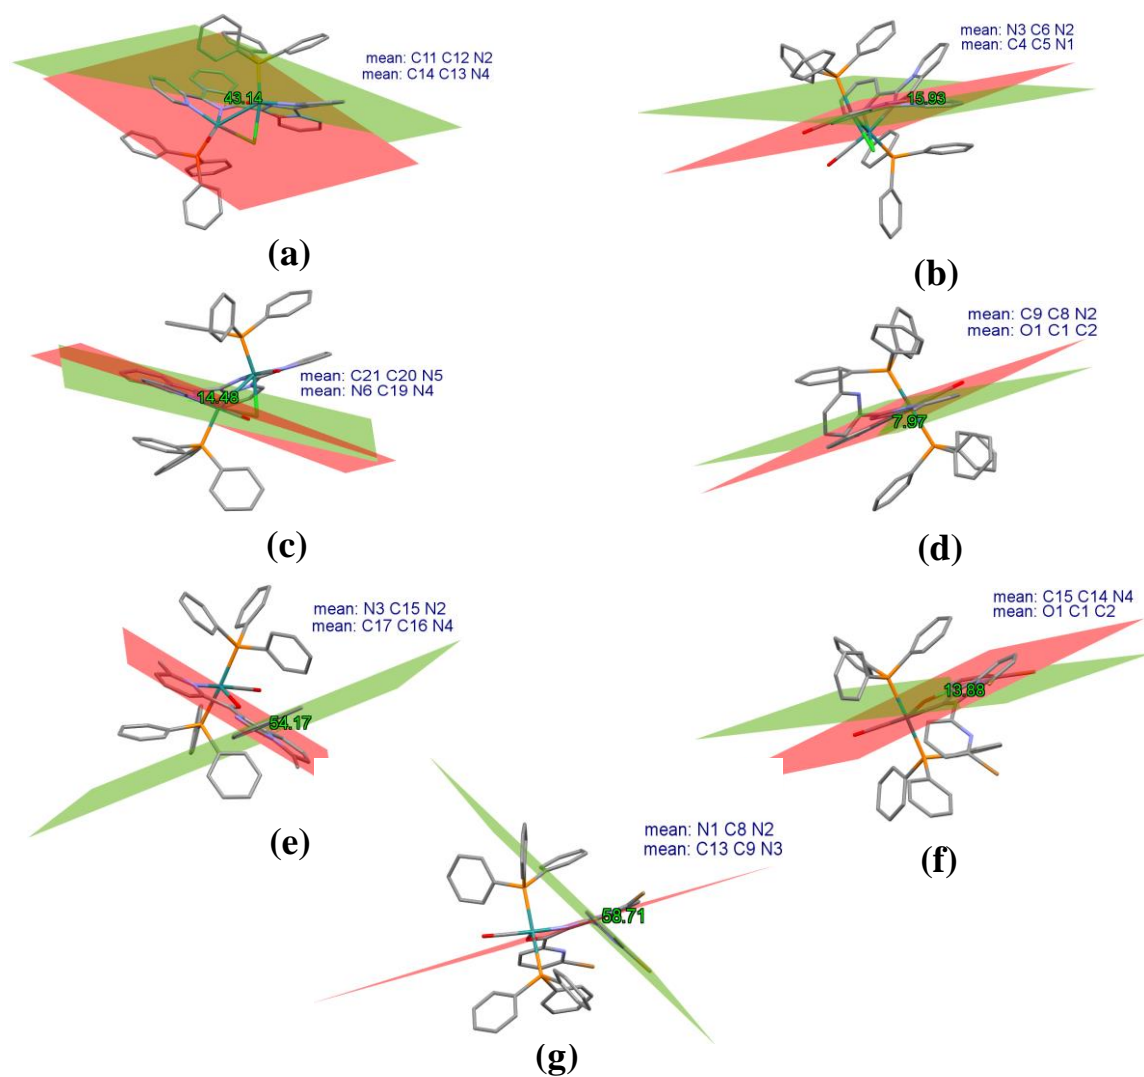 mean: C11 C12 N2
mean: C14 C13 N4
43.14
(a)
mean: N3 C6 N2
mean: C4 C5 N1
15.93
(b)
mean: C21 C20 N5
mean: N6 C19 N4
14.48
(c)
mean: C9 C8 N2
mean: O1 C1 C2
7.97
(d)
mean: N3 C15 N2
mean: C17 C16 N4
54.17
(e)
mean: C15 C14 N4
mean: O1 C1 C2
13.88
(f)
mean: N1 C8 N2
mean: C13 C9 N3
58.71
(g)